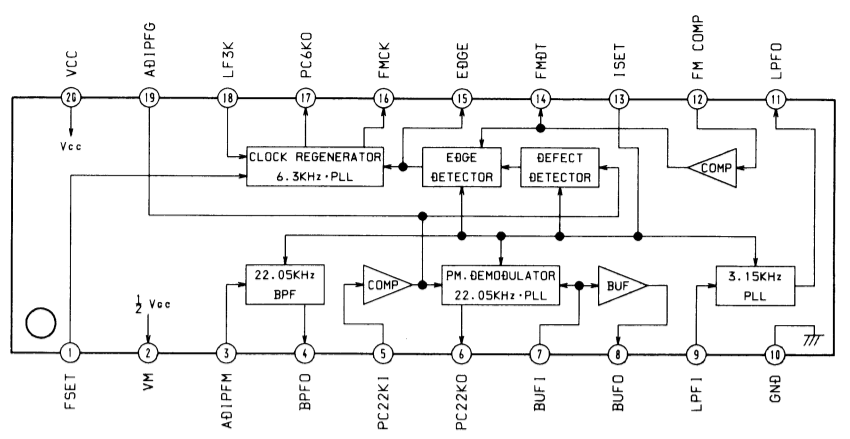 VCC
ADIPFG
LF3K
PC6KO
FMCK
EDGE
FMDT
ISET
FM COMP
LPFO
20
19
18
17
16
15
14
13
12
11
Vcc
CLOCK REGENERATOR
6.3KHz·PLL
EDGE
DETECTOR
DEFECT
DETECTOR
COMP
22.05KHz
BPF
COMP
PM.DEMODULATOR
22.05KHz·PLL
BUF
3.15KHz
PLL
1/2 Vcc
1
2
3
4
5
6
7
8
9
10
FSET
VM
ADIPFM
BPFO
PC22KI
PC22KO
BUFI
BUFO
LPFI
GND